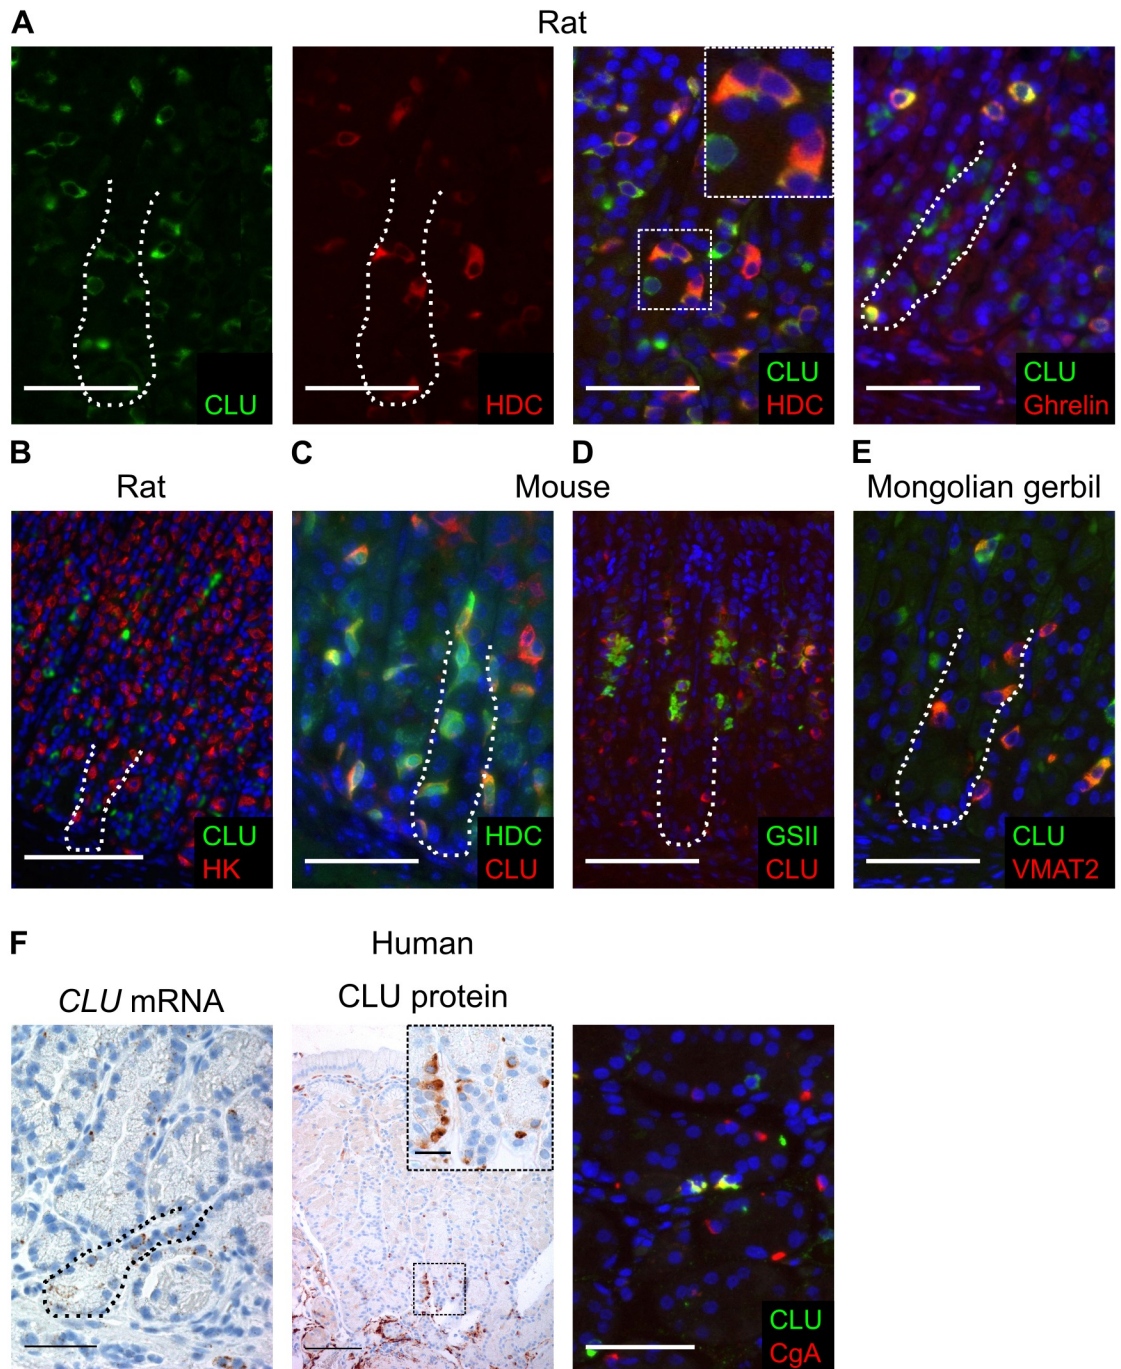 A
Rat
CLU
HDC
CLU
HDC
CLU
Ghrelin
B
C
D
E
Rat
Mouse
Mongolian gerbil
CLU
HK
HDC
CLU
GSII
CLU
CLU
VMAT2
F
Human
CLU mRNA
CLU protein
CLU
CgA